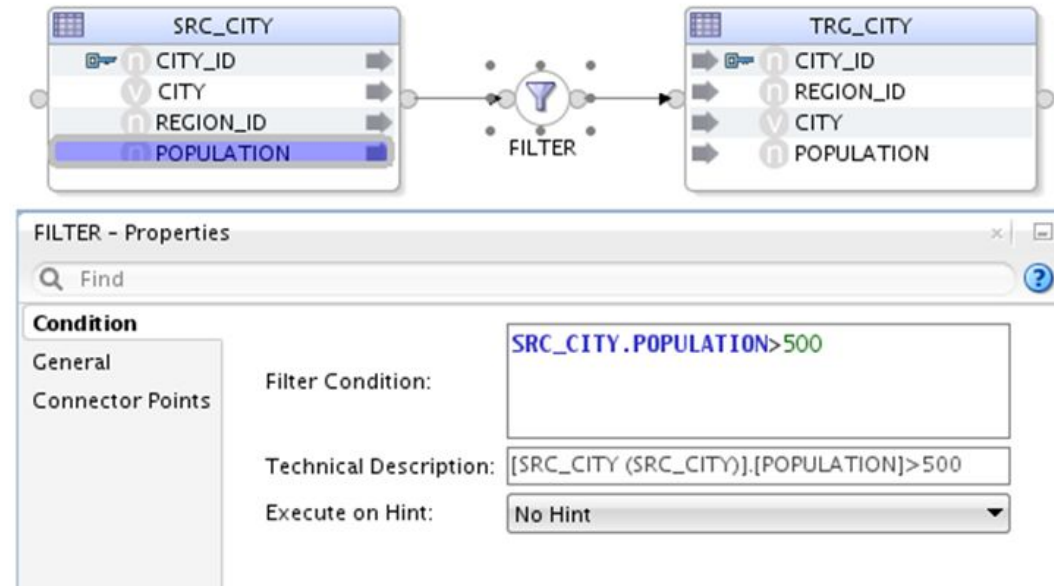 SRC_CITY
CITY_ID
CITY
REGION_ID
POPULATION
FILTER
TRG_CITY
CITY_ID
REGION_ID
CITY
POPULATION
FILTER - Properties
Find
Condition
General
Connector Points
Filter Condition:
SRC_CITY.POPULATION>500
Technical Description:
[SRC_CITY (SRC_CITY)].[POPULATION]>500
Execute on Hint:
No Hint